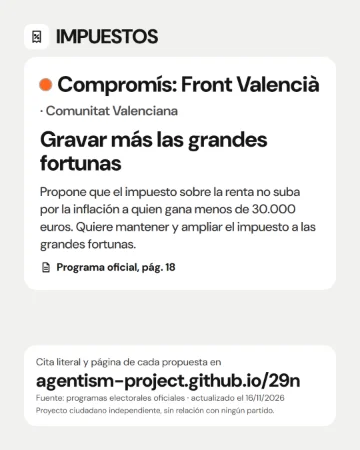 IMPUESTOS
Compromís: Front Valencià
· Comunitat Valenciana
Gravar más las grandes
fortunas
Propone que el impuesto sobre la renta no suba
por la inflación a quien gana menos de 30.000
euros. Quiere mantener y ampliar el impuesto a las
grandes fortunas.
Programa oficial, pág. 18
Cita literal y página de cada propuesta en
agentism-project.github.io/29n
Fuente: programas electorales oficiales · actualizado el 16/11/2026
Proyecto ciudadano independiente, sin relación con ningún partido.